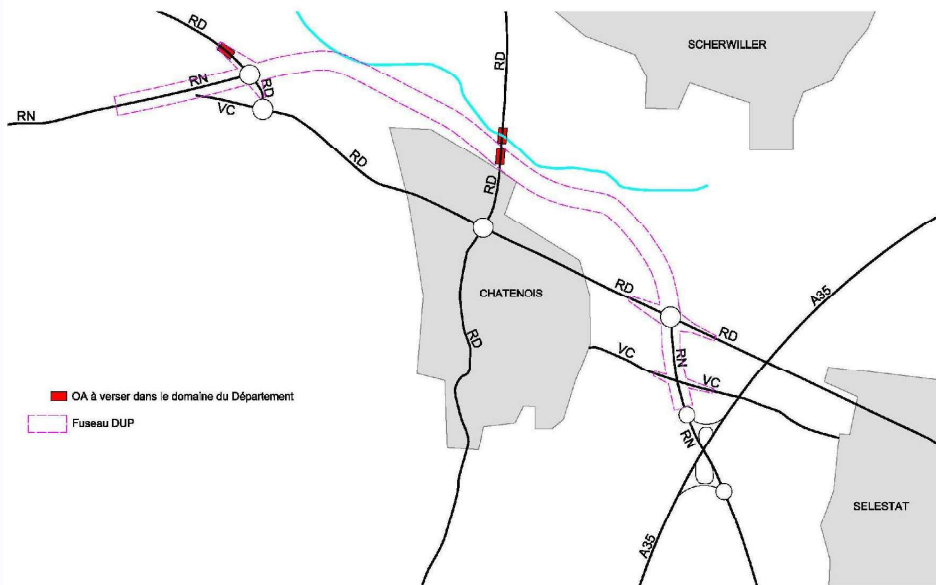 RD
SCHERWILLER
RD
RN
RD
RN
VC
RD
RD
CHATENOIS
RD
RD
RD
A35
RN
VC
VC
OA à verser dans le domaine du Département
Fuseau DUP
RN
SELESTAT
A35